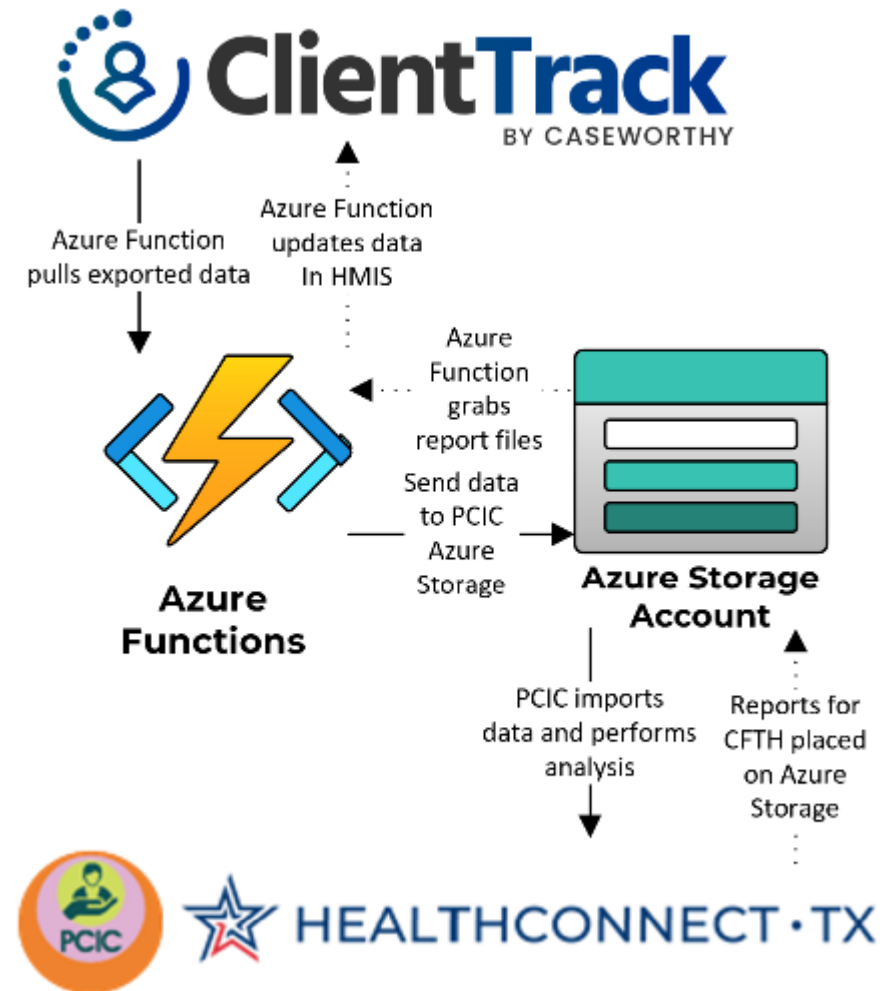 ClientTrack
BY CASEWORTHY
Azure Function
pulls exported data
Azure Function
updates data
In HMIS
Azure
Function
grabs
report files
Send data
to PCIC
Azure
Storage
Azure
Functions
Azure Storage
Account
PCIC imports
data and performs
analysis
Reports for
CFTH placed
on Azure
Storage
PCIC
HEALTHCONNECT · TX